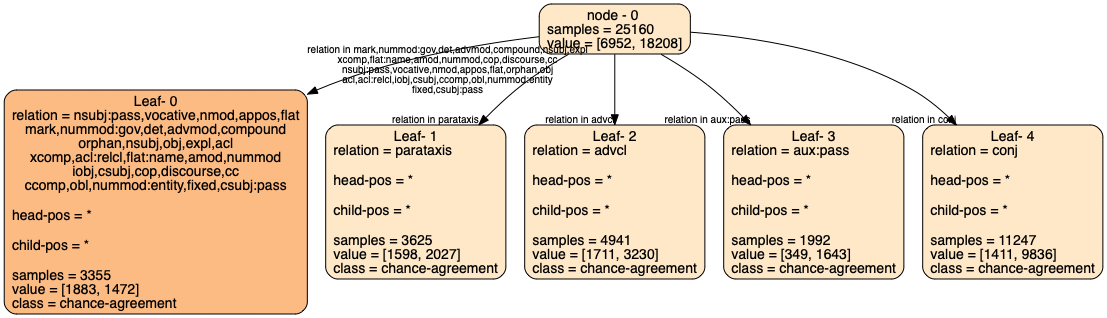 node - 0
samples = 25160
value = [6952, 18208]
relation in mark,nummod:gov,det,advmod,compound,nsubj,expl
xcomp,flat:name,amod,nummod,cop,discourse,cc
nsubj:pass,vocative,nmod,appos,flat,orphan,obj
acl,acl:relcl,iobj,csubj,ccomp,obl,nummod:entity
fixed,csubj:pass
relation in parataxis
relation in advcl
relation in aux:pass
relation in conj
Leaf- 0
relation = nsubj:pass,vocative,nmod,appos,flat
mark,nummod:gov,det,advmod,compound
orphan,nsubj,obj,expl,acl
xcomp,acl:relcl,flat:name,amod,nummod
iobj,csubj,cop,discourse,cc
ccomp,obl,nummod:entity,fixed,csubj:pass
head-pos = *
child-pos = *
samples = 3355
value = [1883, 1472]
class = chance-agreement
Leaf- 1
relation = parataxis
head-pos = *
child-pos = *
samples = 3625
value = [1598, 2027]
class = chance-agreement
Leaf- 2
relation = advcl
head-pos = *
child-pos = *
samples = 4941
value = [1711, 3230]
class = chance-agreement
Leaf- 3
relation = aux:pass
head-pos = *
child-pos = *
samples = 1992
value = [349, 1643]
class = chance-agreement
Leaf- 4
relation = conj
head-pos = *
child-pos = *
samples = 11247
value = [1411, 9836]
class = chance-agreement